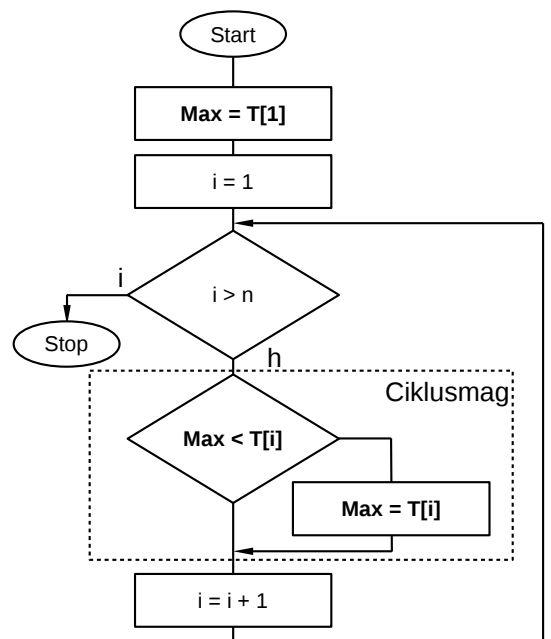 Start
Max = T[1]
i = 1
i
i > n
Stop
h
Ciklusmag
Max < T[i]
Max = T[i]
i = i + 1